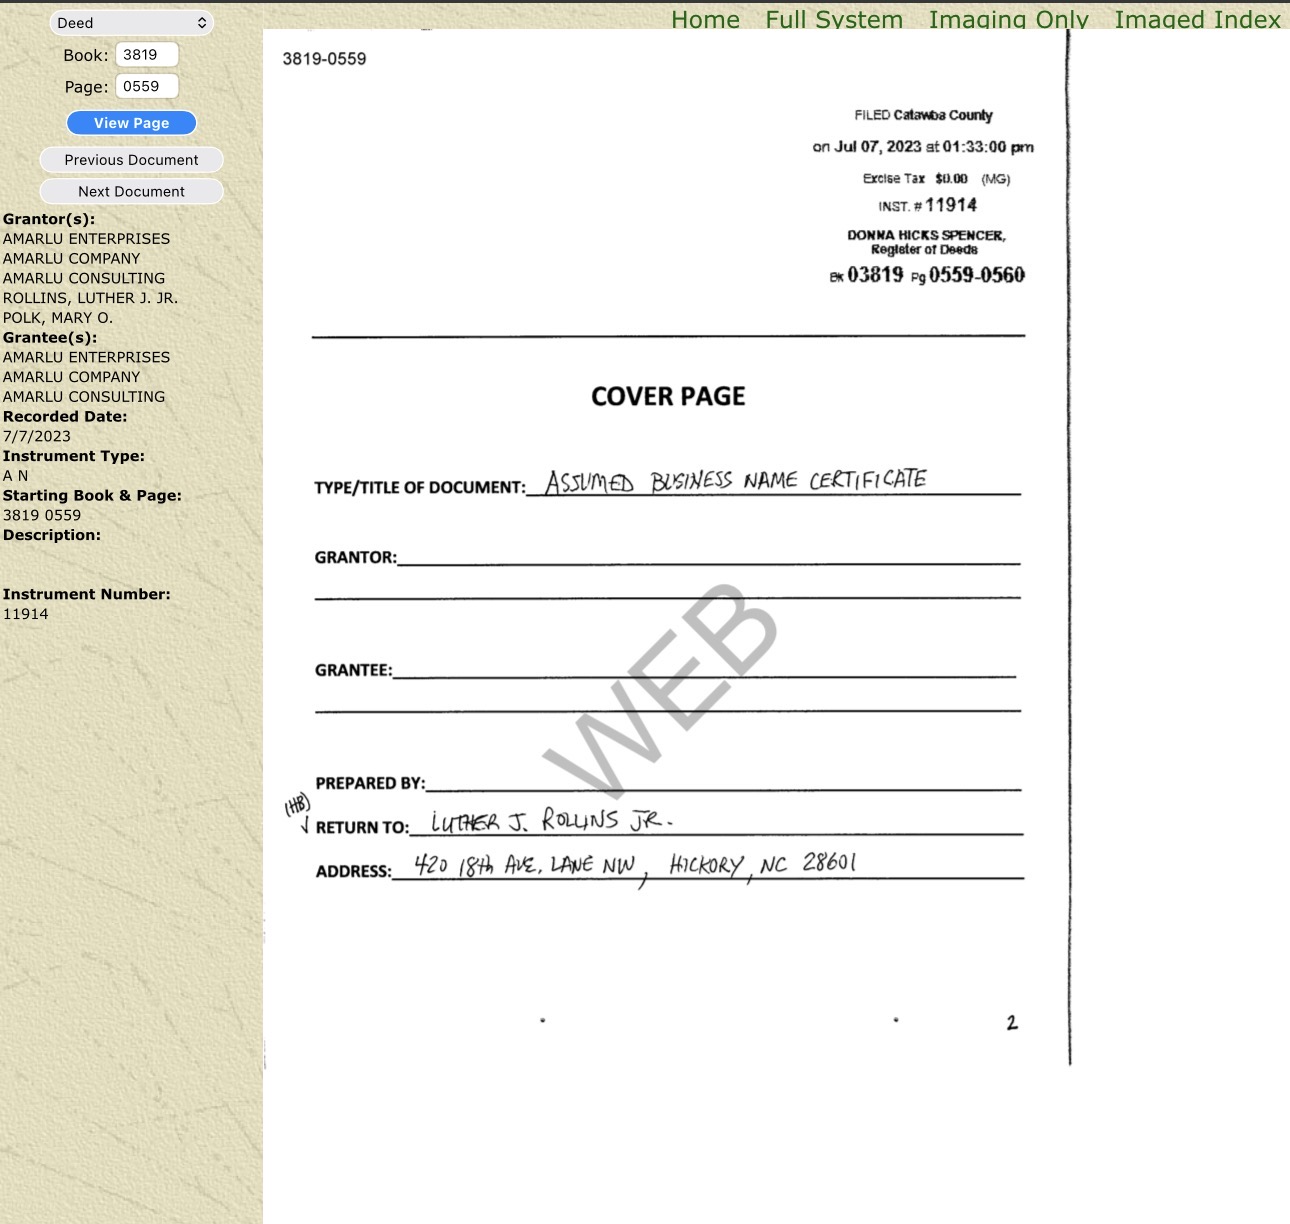 Home Full System Imaging Only Imaged Index
Deed
Book: 3819
Page: 0559
View Page
Previous Document
Next Document
Grantor(s):
AMARLU ENTERPRISES
AMARLU COMPANY
AMARLU CONSULTING
ROLLINS, LUTHER J. JR.
POLK, MARY O.
Grantee(s):
AMARLU ENTERPRISES
AMARLU COMPANY
AMARLU CONSULTING
Recorded Date:
7/7/2023
Instrument Type:
A N
Starting Book & Page:
3819 0559
Description:
Instrument Number:
11914
3819-0559
FILED Catawba County
on Jul 07, 2023 at 01:33:00 pm
Excise Tax $0.00 (MG)
INST. # 11914
DONNA HICKS SPENCER,
Register of Deeds
Bk 03819 Pg 0559-0560
COVER PAGE
TYPE/TITLE OF DOCUMENT: ASSUMED BUSINESS NAME CERTIFICATE
GRANTOR:
GRANTEE:
WEB
PREPARED BY:
(HB)
RETURN TO: LUTHER J. ROLLINS JR.
ADDRESS: 420 18th AVE. LANE NW, HICKORY, NC 28601
2